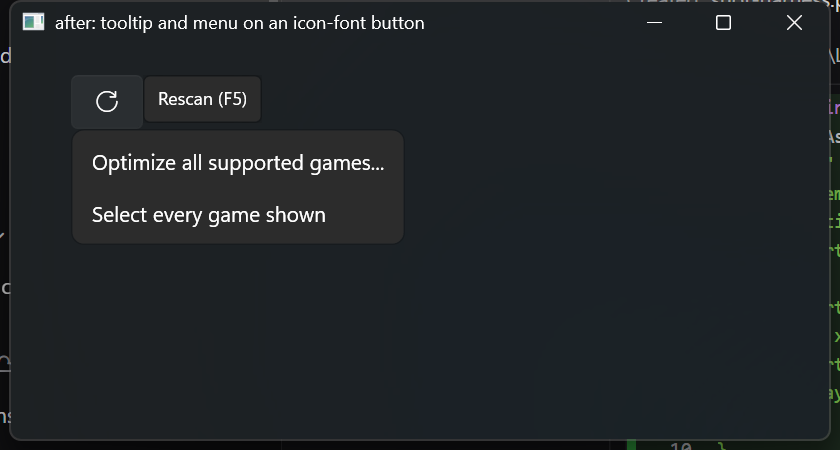 after: tooltip and menu on an icon-font button
Rescan (F5)
Optimize all supported games...
Select every game shown
10 }